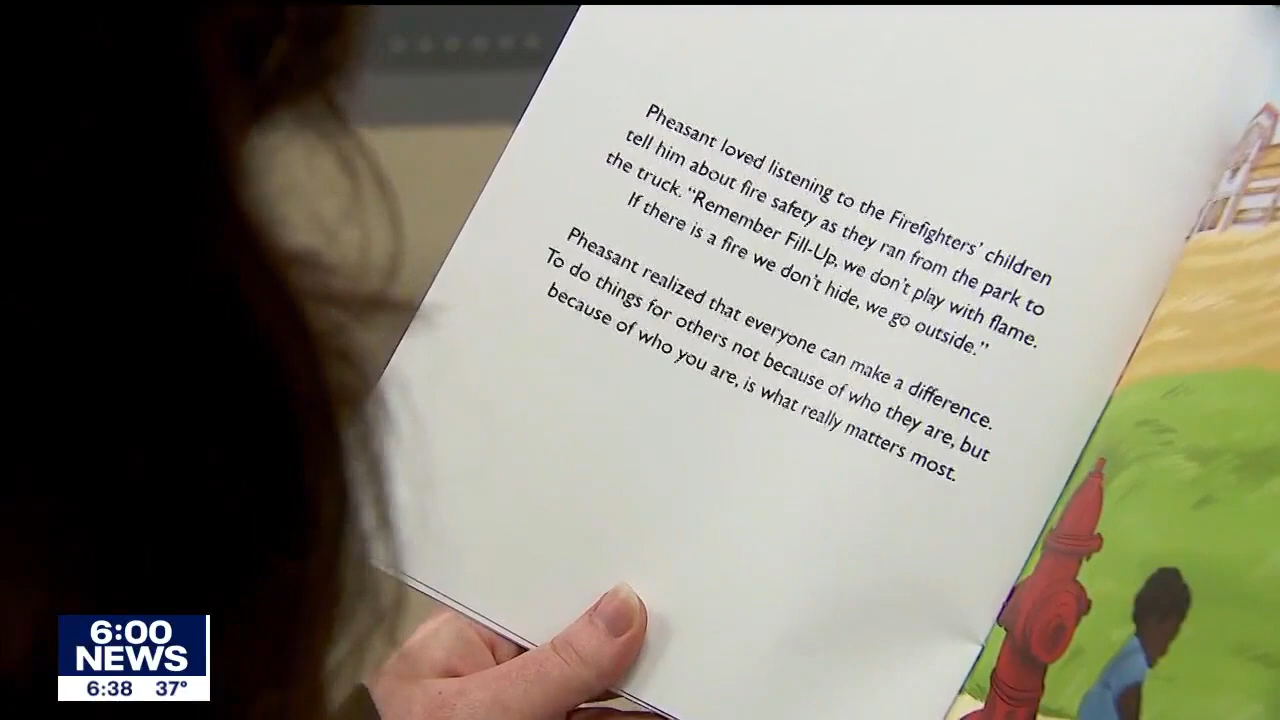 Pheasant loved listening to the Firefighters' children
tell him about fire safety as they ran from the park to
the truck. “Remember Fill-Up, we don't play with flame.
If there is a fire we don't hide, we go outside.”
Pheasant realized that everyone can make a difference.
To do things for others not because of who they are, but
because of who you are, is what really matters most.
6:00
NEWS
6:38 37°